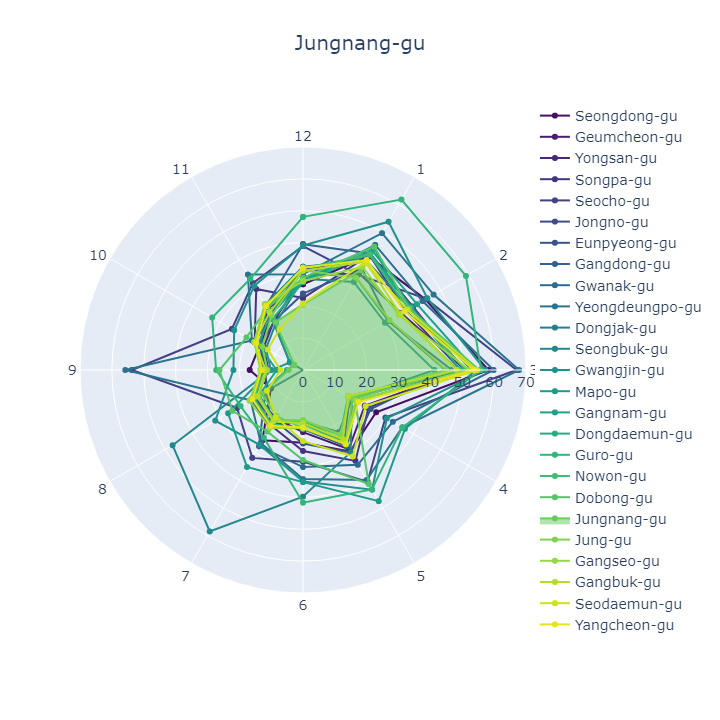 Jungnang-gu
12
11
1
10
2
9
0 10 20 30 40 50 60 70
3
8
4
7
5
6
Seongdong-gu
Geumcheon-gu
Yongsan-gu
Songpa-gu
Seocho-gu
Jongno-gu
Eunpyeong-gu
Gangdong-gu
Gwanak-gu
Yeongdeungpo-gu
Dongjak-gu
Seongbuk-gu
Gwangjin-gu
Mapo-gu
Gangnam-gu
Dongdaemun-gu
Guro-gu
Nowon-gu
Dobong-gu
Jungnang-gu
Jung-gu
Gangseo-gu
Gangbuk-gu
Seodaemun-gu
Yangcheon-gu